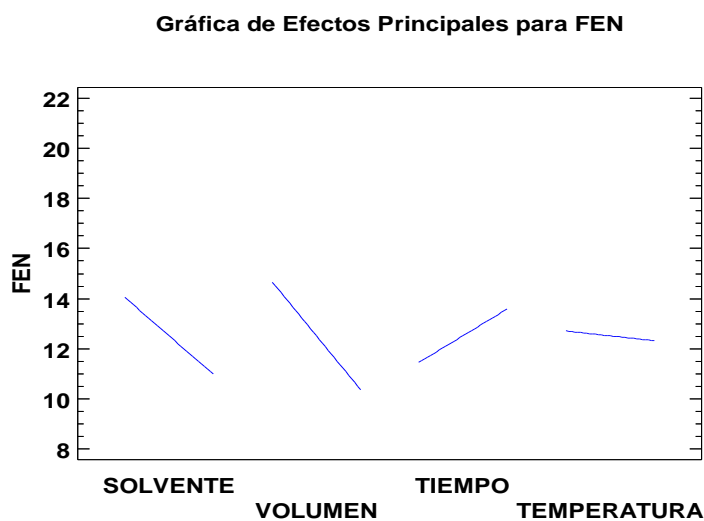 Gráfica de Efectos Principales para FEN
22
20
18
16
14
12
10
8
FEN
SOLVENTE
VOLUMEN
TIEMPO
TEMPERATURA